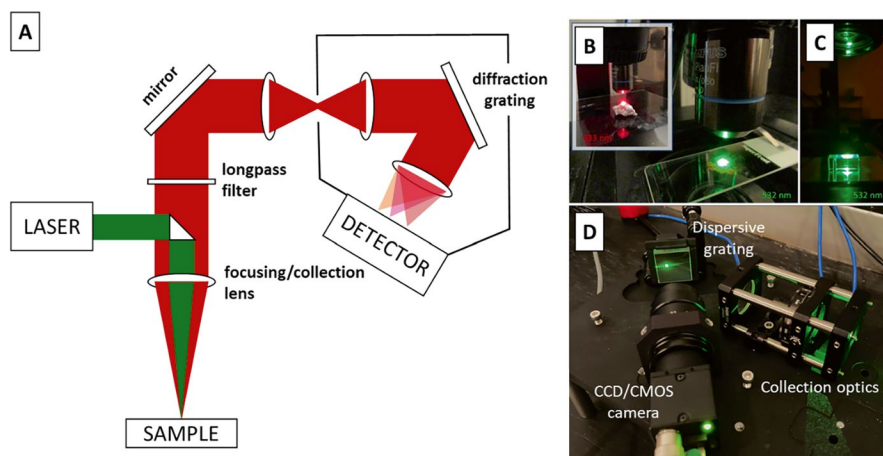 A
mirror
diffraction
grating
longpass
filter
LASER
focusing/collection
lens
DETECTOR
SAMPLE
B
532 nm
C
532 nm
D
Dispersive
grating
CCD/CMOS
camera
Collection optics